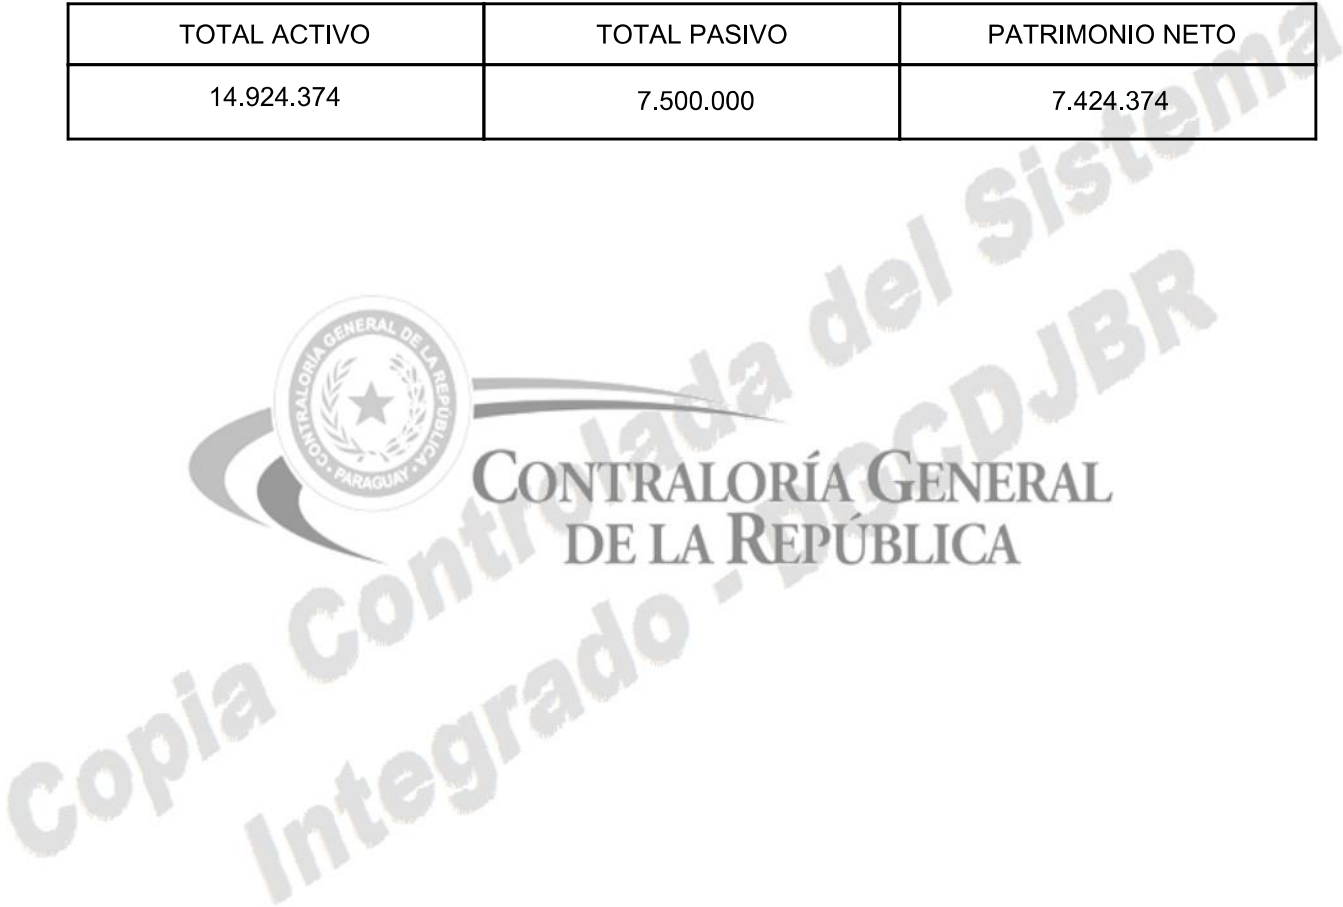 TOTAL ACTIVO TOTAL PASIVO PATRIMONIO NETO
14.924.374 7.500.000 7.424.374
CONTRALORÍA GENERAL DE LA REPÚBLICA
PARAGUAY
CONTRALORÍA GENERAL
DE LA REPÚBLICA
Copia Controlada del Sistema
Integrado - DGCDJBR